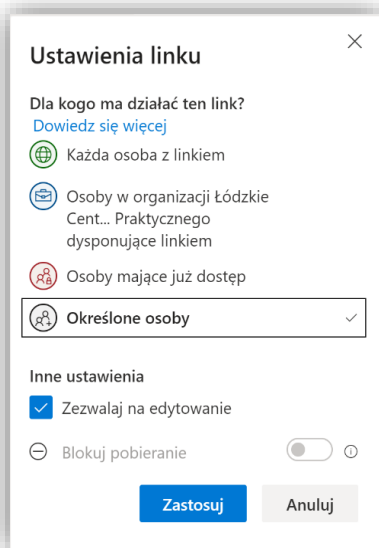 Ustawienia linku
Dla kogo ma działać ten link?
Dowiedz się więcej
Każda osoba z linkiem
Osoby w organizacji Łódzkie
Cent... Praktycznego
dysponujące linkiem
Osoby mające już dostęp
Określone osoby
Inne ustawienia
Zezwalaj na edytowanie
Blokuj pobieranie
Zastosuj
Anuluj